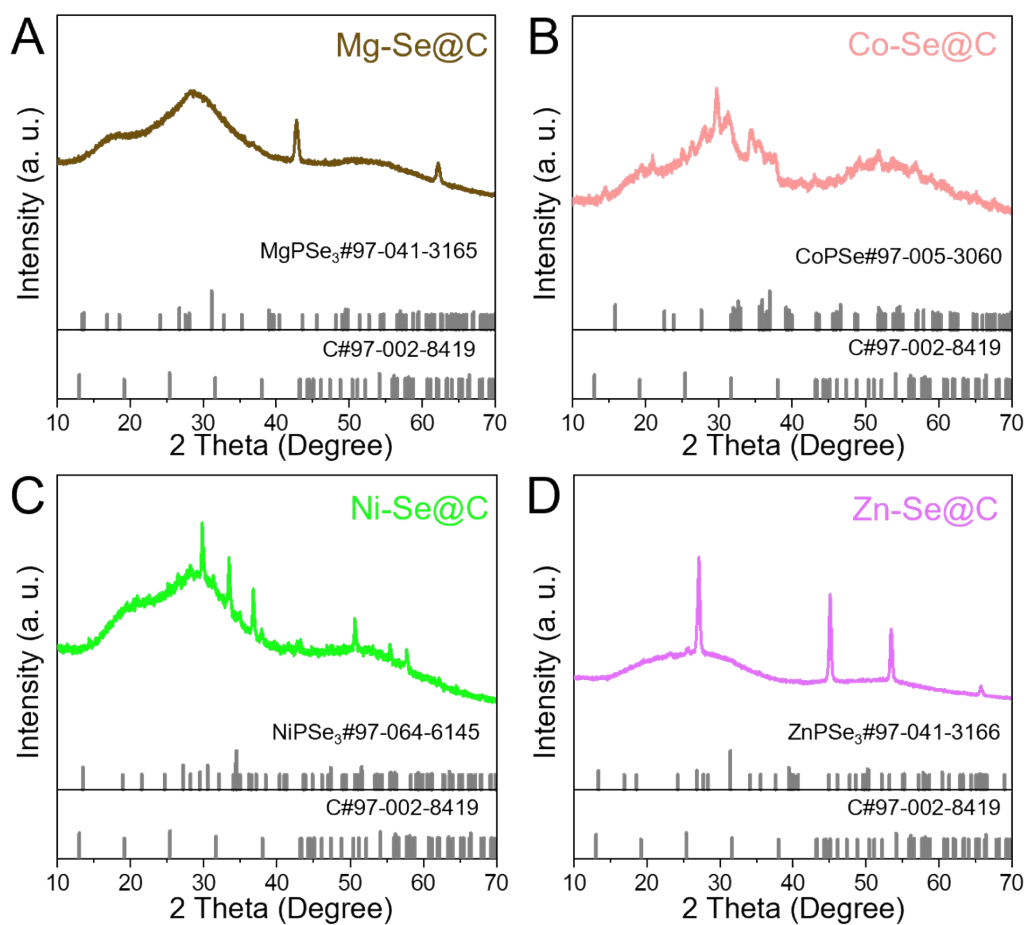 A
Mg-Se@C
Intensity (a. u.)
MgPSe₃#97-041-3165
C#97-002-8419
10 20 30 40 50 60 70
2 Theta (Degree)
B
Co-Se@C
Intensity (a. u.)
CoPSe#97-005-3060
C#97-002-8419
10 20 30 40 50 60 70
2 Theta (Degree)
C
Ni-Se@C
Intensity (a. u.)
NiPSe₃#97-064-6145
C#97-002-8419
10 20 30 40 50 60 70
2 Theta (Degree)
D
Zn-Se@C
Intensity (a. u.)
ZnPSe₃#97-041-3166
C#97-002-8419
10 20 30 40 50 60 70
2 Theta (Degree)